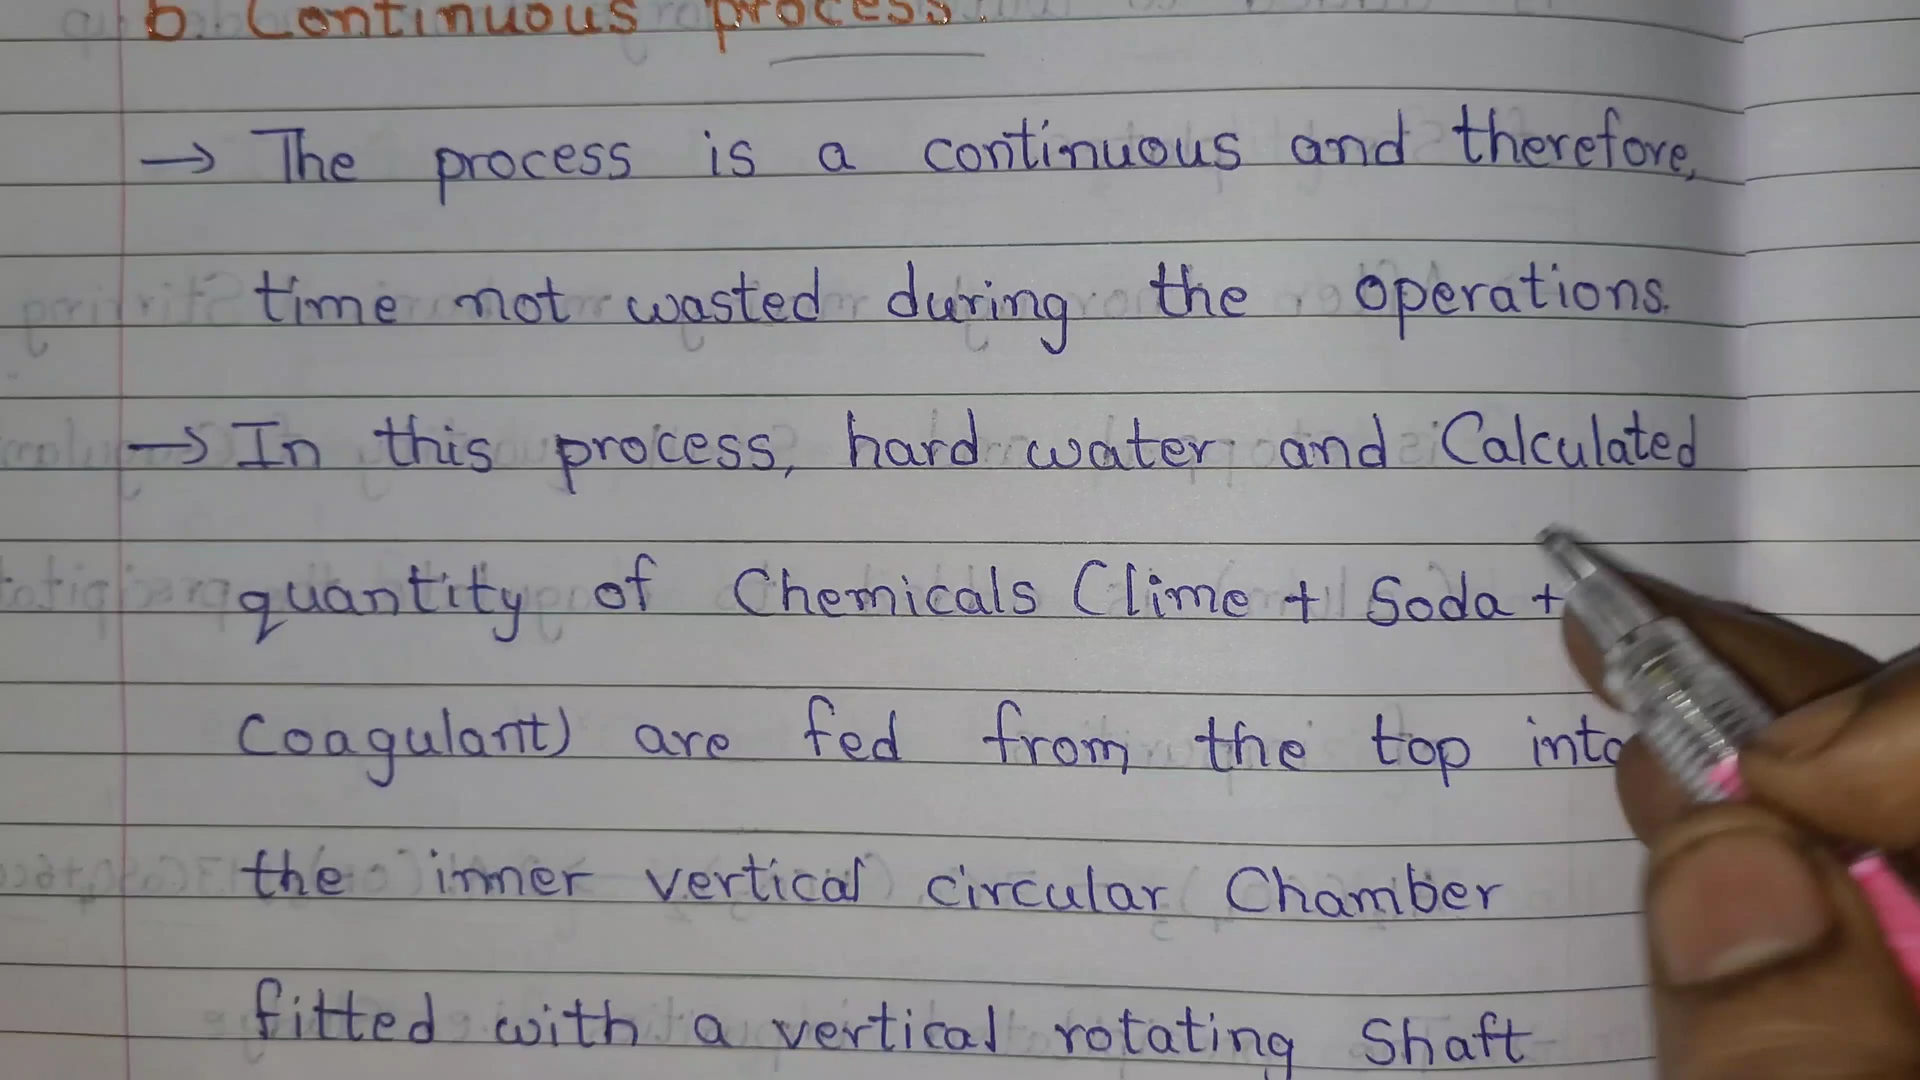 b. Continuous process.
→ The process is a continuous and therefore,
time not wasted during the operations.
→ In this process, hard water and Calculated
quantity of Chemicals (lime + Soda +
Coagulant) are fed from the top into
the inner vertical circular Chamber
fitted with a vertical rotating Shaft